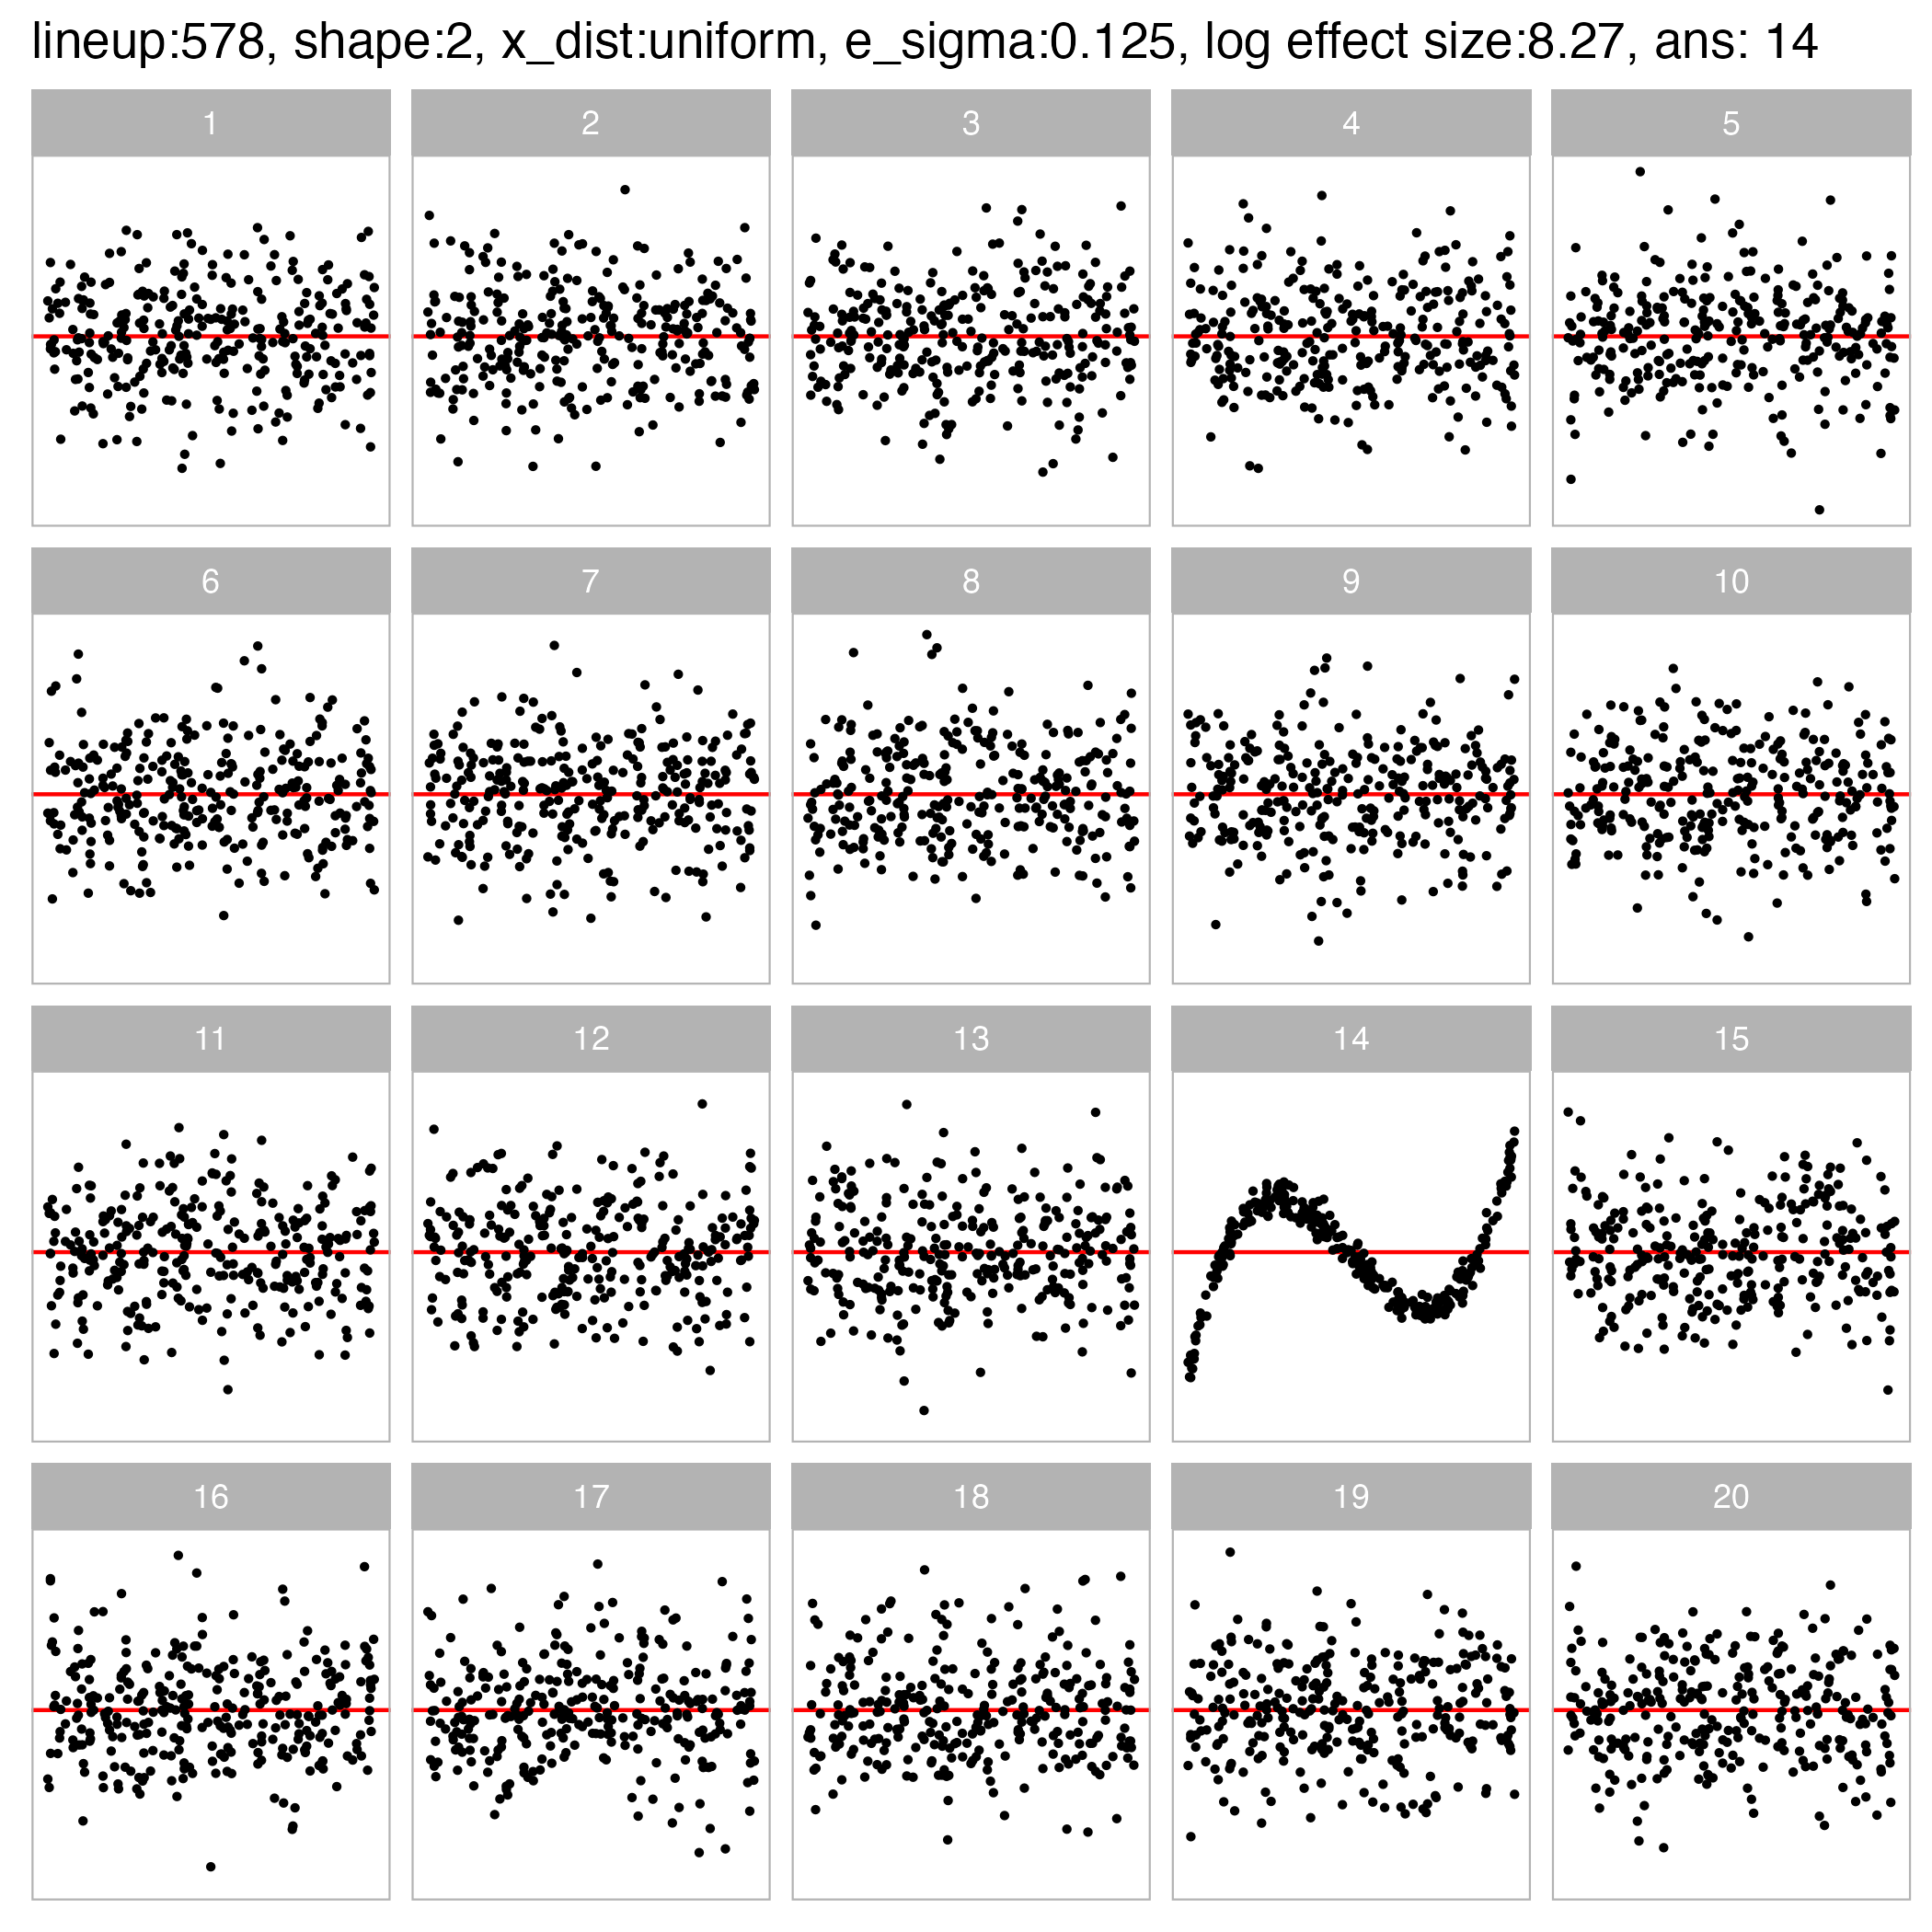 lineup:578, shape:2, x_dist:uniform, e_sigma:0.125, log effect size:8.27, ans: 14
1 2 3 4 5
6 7 8 9 10
11 12 13 14 15
16 17 18 19 20